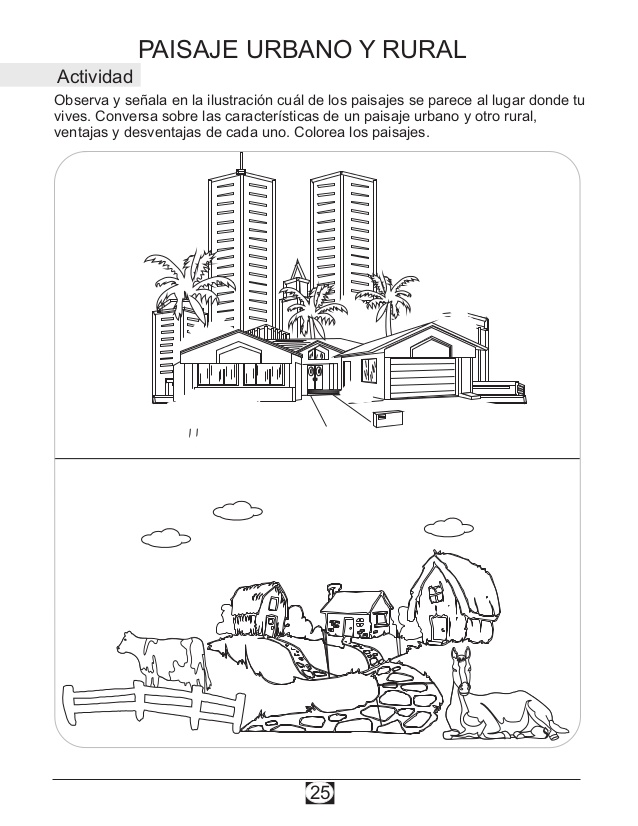 PAISAJE URBANO Y RURAL
Actividad
Observa y señala en la ilustración cuál de los paisajes se parece al lugar donde tu
vives. Conversa sobre las características de un paisaje urbano y otro rural,
ventajas y desventajas de cada uno. Colorea los paisajes.
25